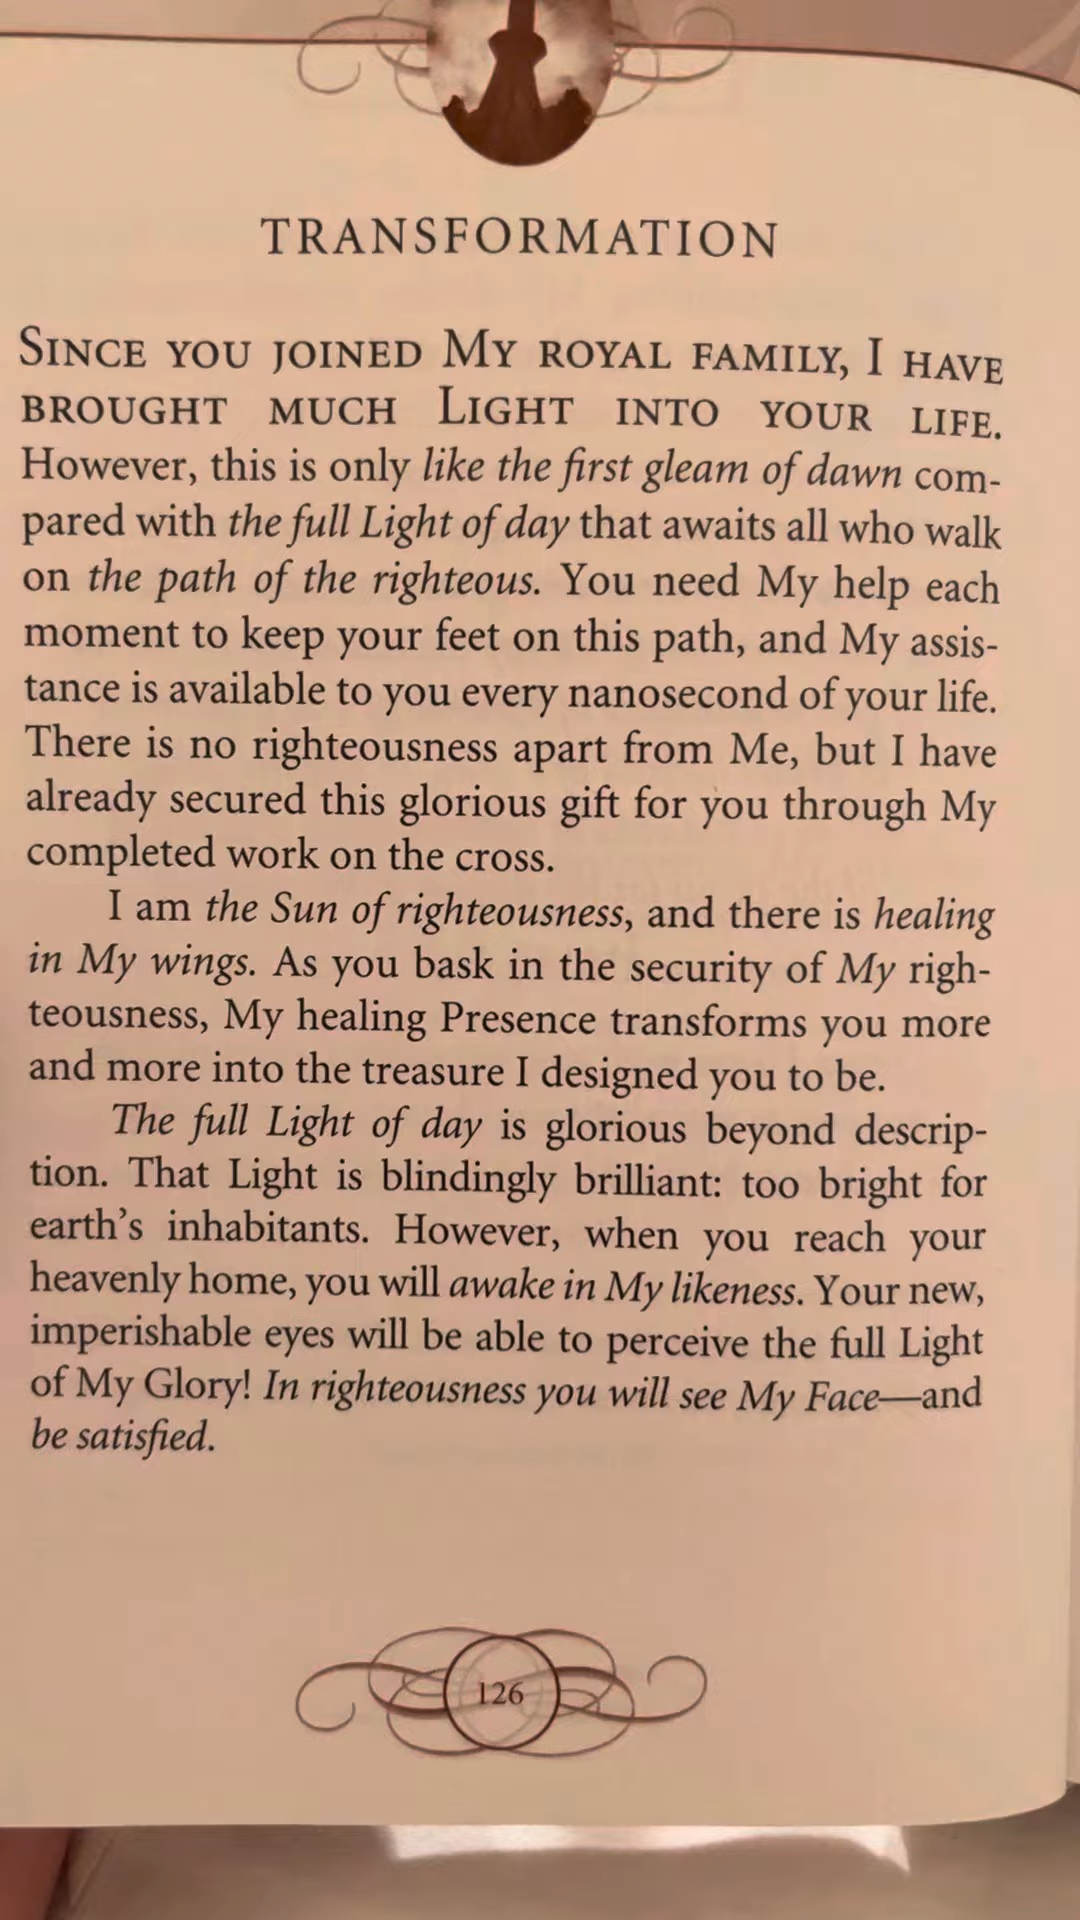 TRANSFORMATION
SINCE YOU JOINED MY ROYAL FAMILY, I HAVE
BROUGHT MUCH LIGHT INTO YOUR LIFE.
However, this is only like the first gleam of dawn com-
pared with the full Light of day that awaits all who walk
on the path of the righteous. You need My help each
moment to keep your feet on this path, and My assis-
tance is available to you every nanosecond of your life.
There is no righteousness apart from Me, but I have
already secured this glorious gift for you through My
completed work on the cross.
I am the Sun of righteousness, and there is healing
in My wings. As you bask in the security of My righ-
teousness, My healing Presence transforms you more
and more into the treasure I designed you to be.
The full Light of day is glorious beyond descrip-
tion. That Light is blindingly brilliant: too bright for
earth's inhabitants. However, when you reach your
heavenly home, you will awake in My likeness. Your new,
imperishable eyes will be able to perceive the full Light
of My Glory! In righteousness you will see My Face—and
be satisfied.
126